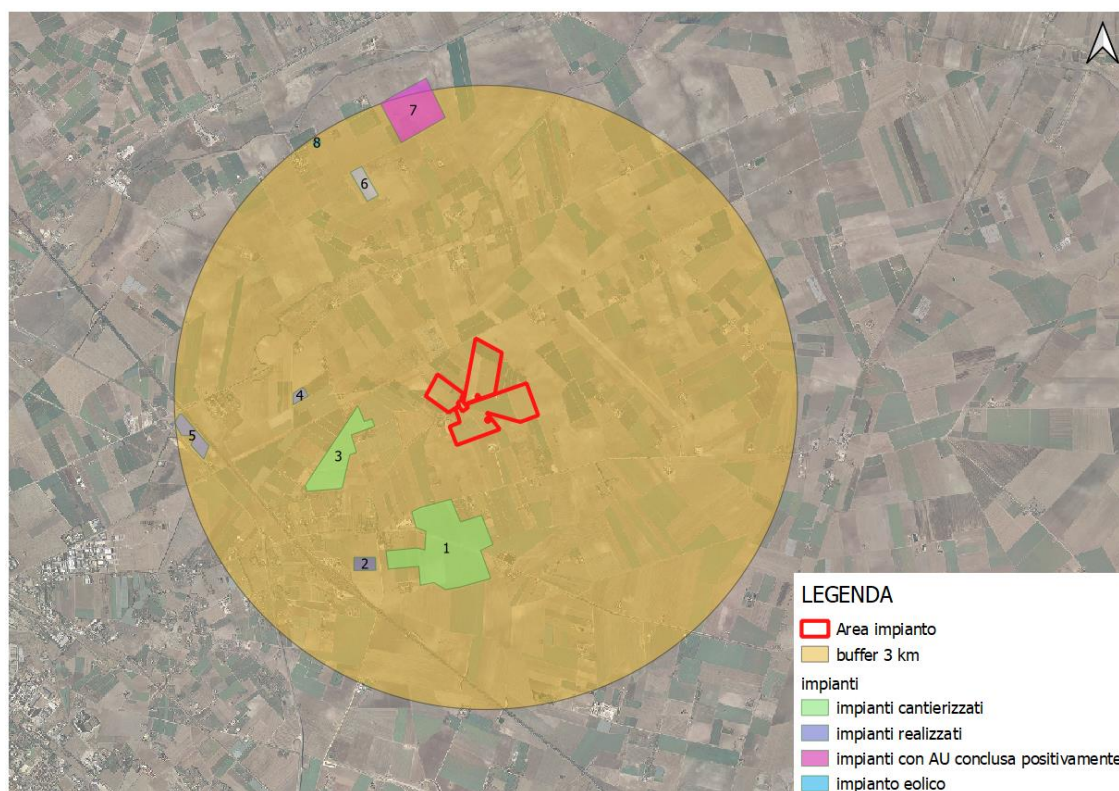 7
8
6
4
5
3
1
2
LEGENDA
Area impianto
buffer 3 km
impianti
impianti cantierizzati
impianti realizzati
impianti con AU conclusa positivamente
impianto eolico